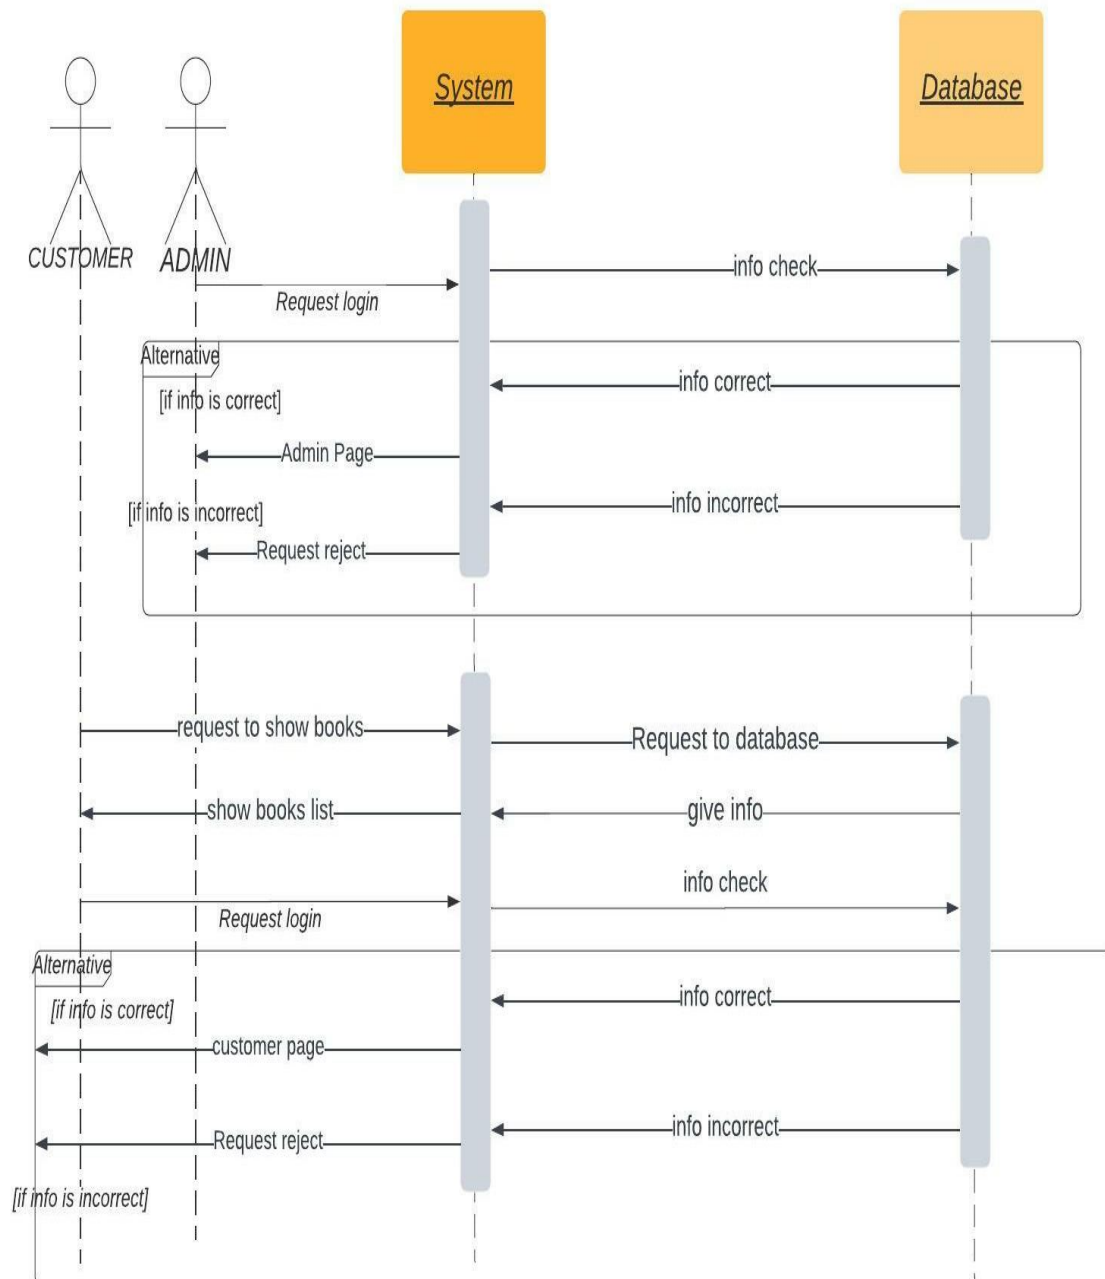 System
Database
CUSTOMER
ADMIN
info check
Request login
Alternative
[if info is correct]
info correct
Admin Page
[if info is incorrect]
info incorrect
Request reject
request to show books
Request to database
show books list
give info
info check
Request login
Alternative
[if info is correct]
info correct
customer page
Request reject
info incorrect
[if info is incorrect]